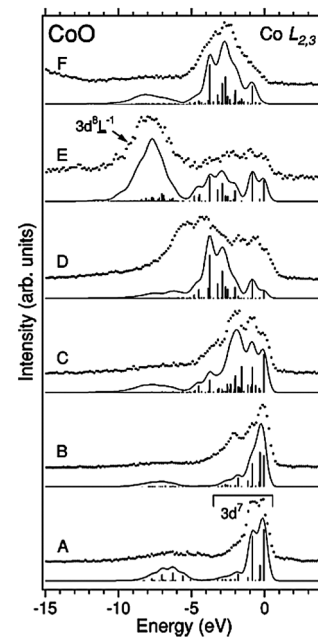 CoO Co L2,3
F
3d⁸L⁻¹
E
D
C
B
3d⁷
A
Intensity (arb. units)
-15 -10 -5 0
Energy (eV)